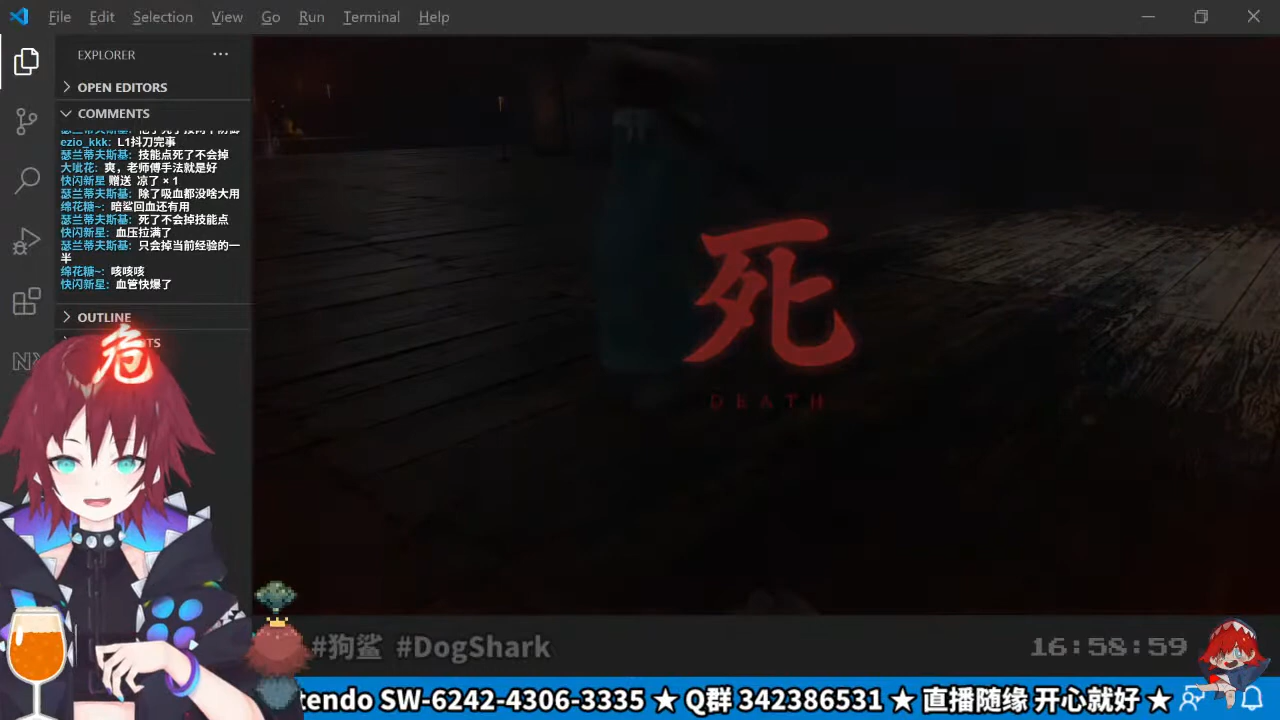 File Edit Selection View Go Run Terminal Help
EXPLORER
OPEN EDITORS
COMMENTS
ezio_kkk: L1抖刀完事
瑟兰蒂夫斯基: 技能点死了不会掉
大呲花: 爽，老师傅手法就是好
快闪新星 赠送 凉了 × 1
瑟兰蒂夫斯基: 除了吸血都没啥大用
绵花糖~: 暗鲨回血还有用
瑟兰蒂夫斯基: 死了不会掉技能点
快闪新星: 血压拉满了
瑟兰蒂夫斯基: 只会掉当前经验的一
半
绵花糖~: 咳咳咳
快闪新星: 血管快爆了
OUTLINE
危
死
DEATH
#狗鲨 #DogShark
16:58:59
tendo SW-6242-4306-3335 ★ Q群 342386531 ★ 直播随缘 开心就好 ★